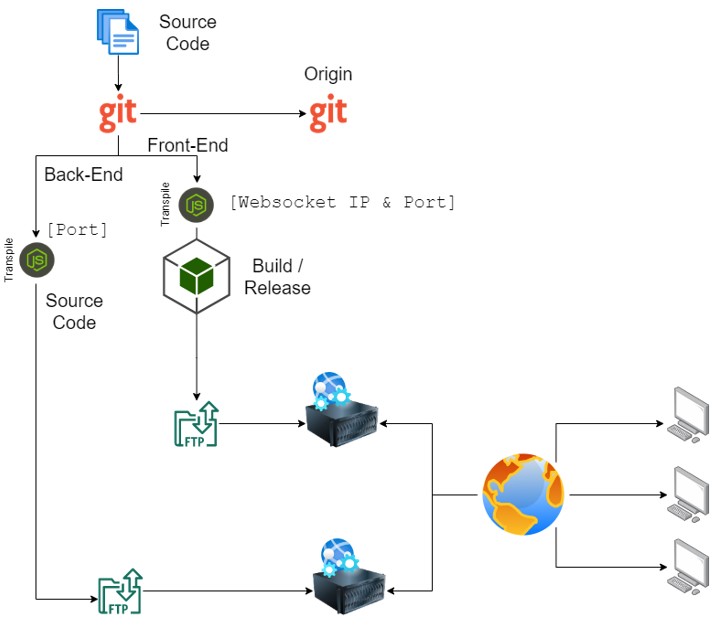 Source
Code
Origin
git
git
Front-End
Back-End
Transpile
JS
[Websocket IP & Port]
[Port]
Transpile
JS
Build /
Release
Source
Code
FTP
FTP